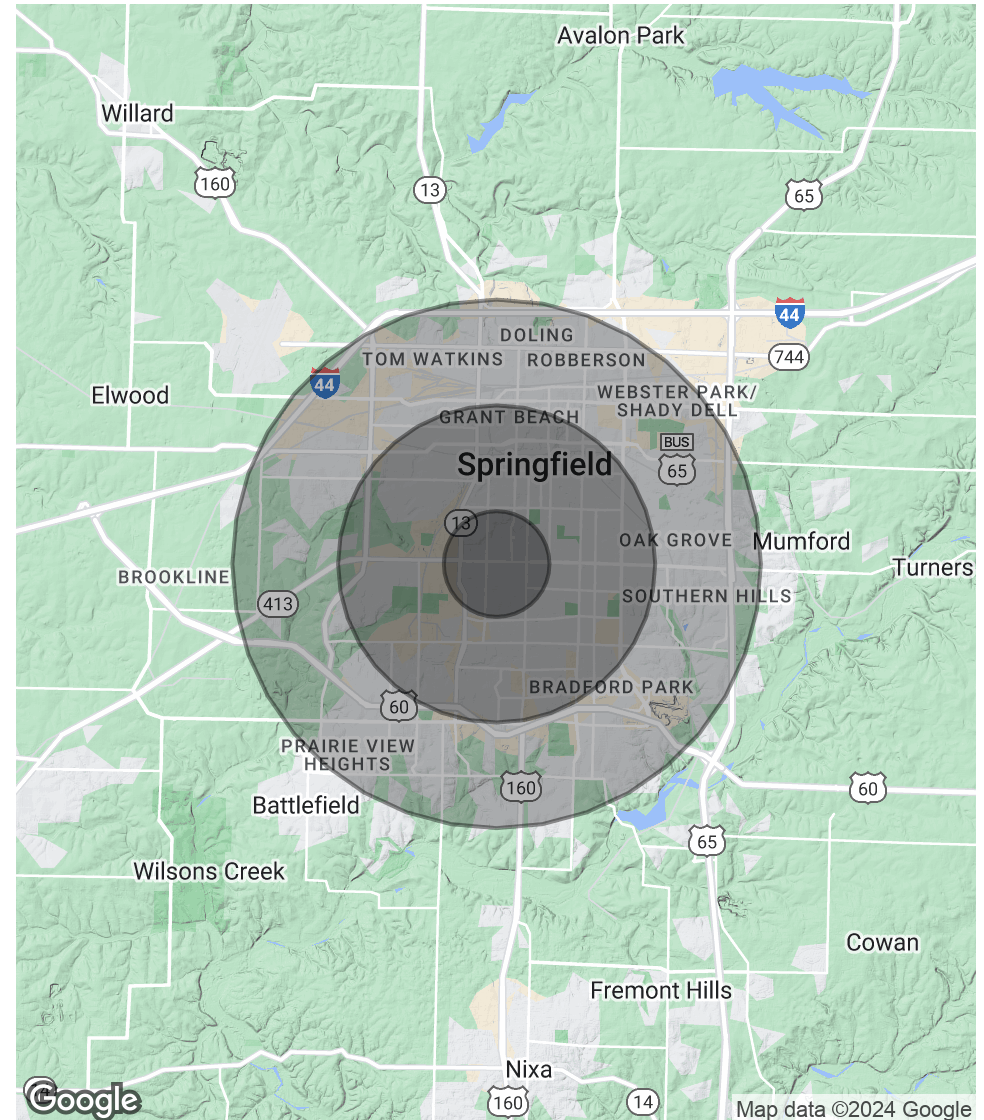 Avalon Park
Willard
160
13
65
44
744
DOLING
TOM WATKINS
ROBBERSON
44
Elwood
WEBSTER PARK/
SHADY DELL
GRANT BEACH
BUS
65
Springfield
13
OAK GROVE
Mumford
Turners
BROOKLINE
413
SOUTHERN HILLS
BRADFORD PARK
60
PRAIRIE VIEW
HEIGHTS
160
60
Battlefield
65
Wilsons Creek
Cowan
Fremont Hills
Nixa
160
14
Google
Map data ©2024 Google